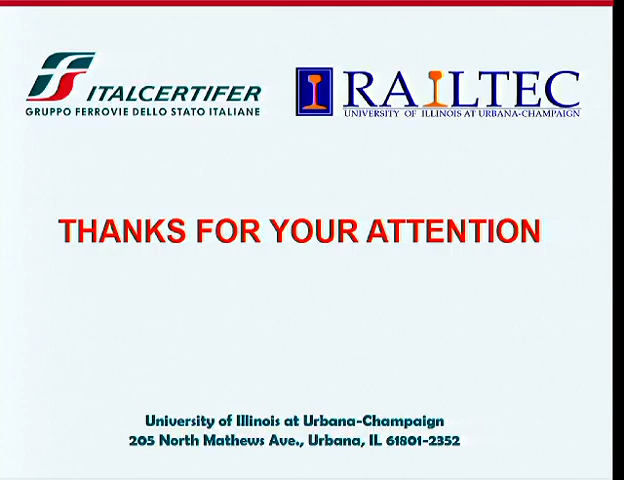 ITALCERTIFER
GRUPPO FERROVIE DELLO STATO ITALIANE
RAILTEC
UNIVERSITY OF ILLINOIS AT URBANA-CHAMPAIGN
THANKS FOR YOUR ATTENTION
University of Illinois at Urbana-Champaign
205 North Mathews Ave., Urbana, IL 61801-2352